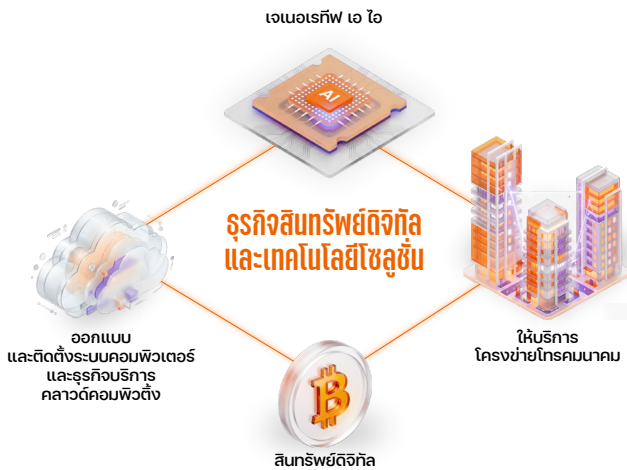 เจเนอเรทีฟ เอ ไอ
AI
ธุรกิจสินทรัพย์ดิจิทัล
และเทคโนโลยีโซลูชั่น
ออกแบบ
และติดตั้งระบบคอมพิวเตอร์
และธุรกิจบริการ
คลาวด์คอมพิวติ้ง
ให้บริการ
โครงข่ายโทรคมนาคม
สินทรัพย์ดิจิทัล